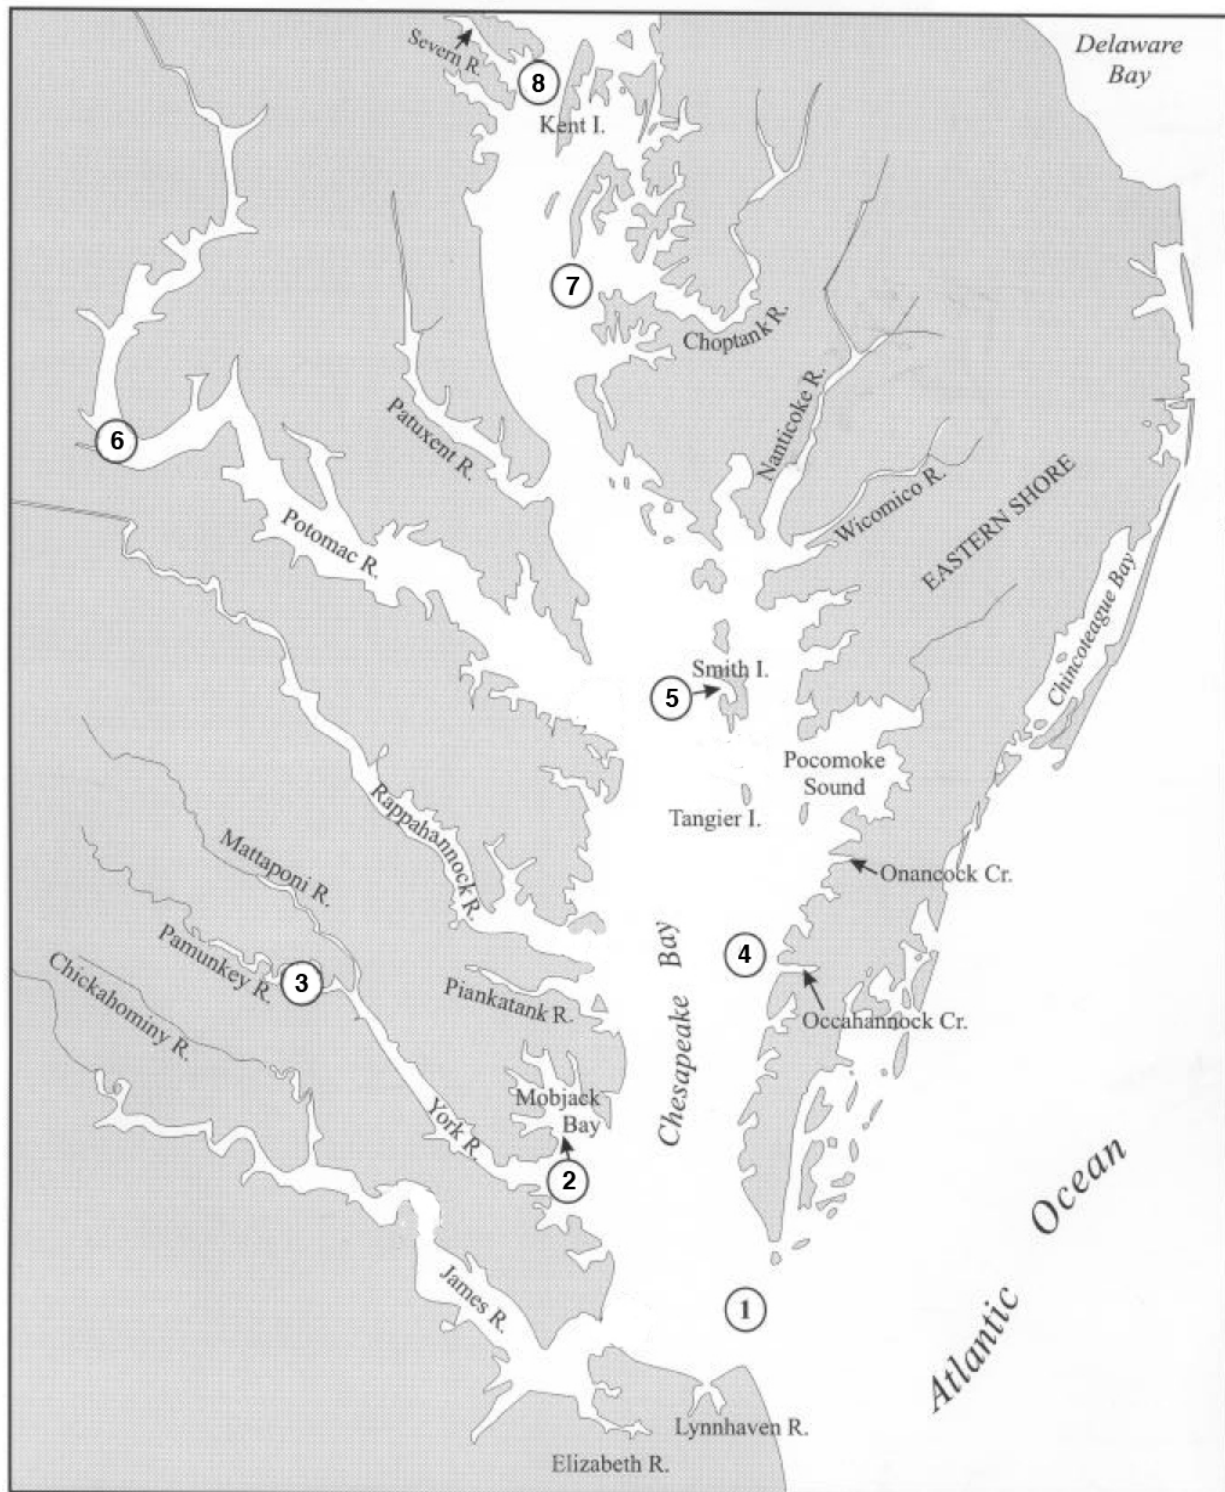 Delaware
Bay
Severn R.
8
Kent I.
7
Choptank R.
Nanticoke R.
Patuxent R.
6
Wicomico R.
EASTERN SHORE
Potomac R.
Chincoteague Bay
Smith I.
5
Pocomoke
Sound
Tangier I.
Rappahannock R.
Mattaponi R.
Onancock Cr.
Pamunkey R.
3
Chesapeake Bay
4
Chickahominy R.
Piankatank R.
Occahannock Cr.
Mobjack
Bay
York R.
2
Atlantic Ocean
James R.
1
Lynnhaven R.
Elizabeth R.